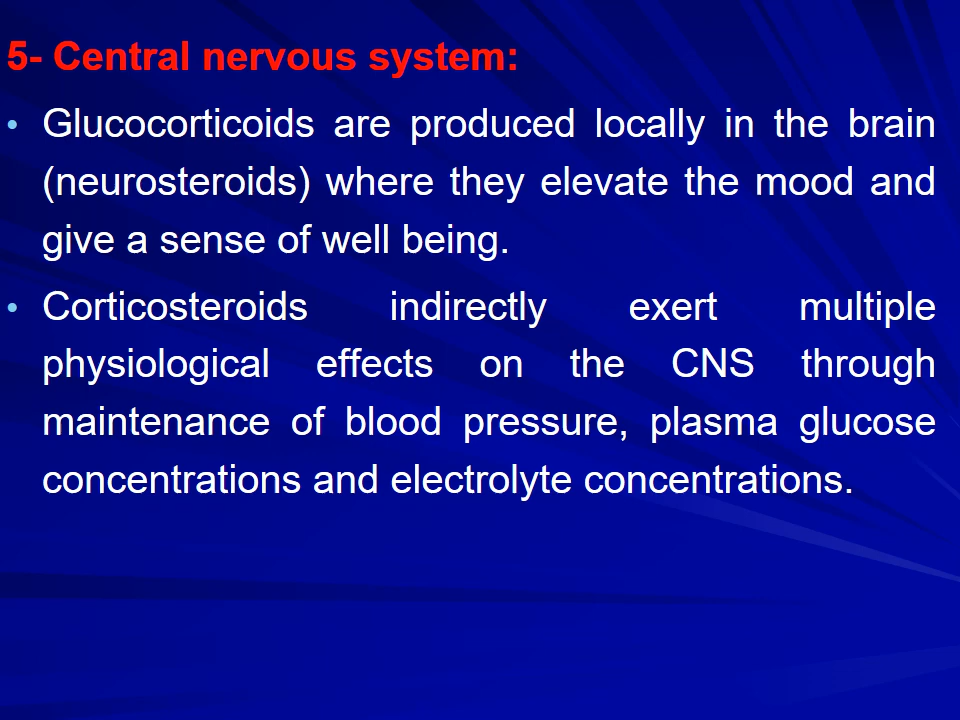 5- Central nervous system:
• Glucocorticoids are produced locally in the brain
(neurosteroids) where they elevate the mood and
give a sense of well being.
• Corticosteroids indirectly exert multiple
physiological effects on the CNS through
maintenance of blood pressure, plasma glucose
concentrations and electrolyte concentrations.